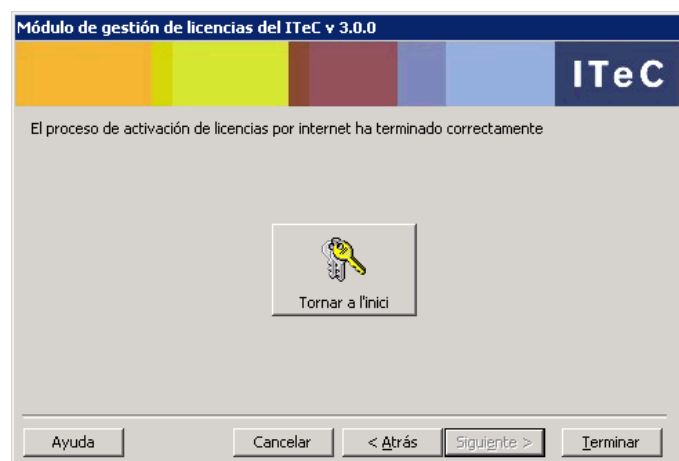 Módulo de gestión de licencias del ITeC v 3.0.0
ITeC
El proceso de activación de licencias por internet ha terminado correctamente
Tornar a l'inici
Ayuda
Cancelar
< Atrás
Siguiente >
Terminar